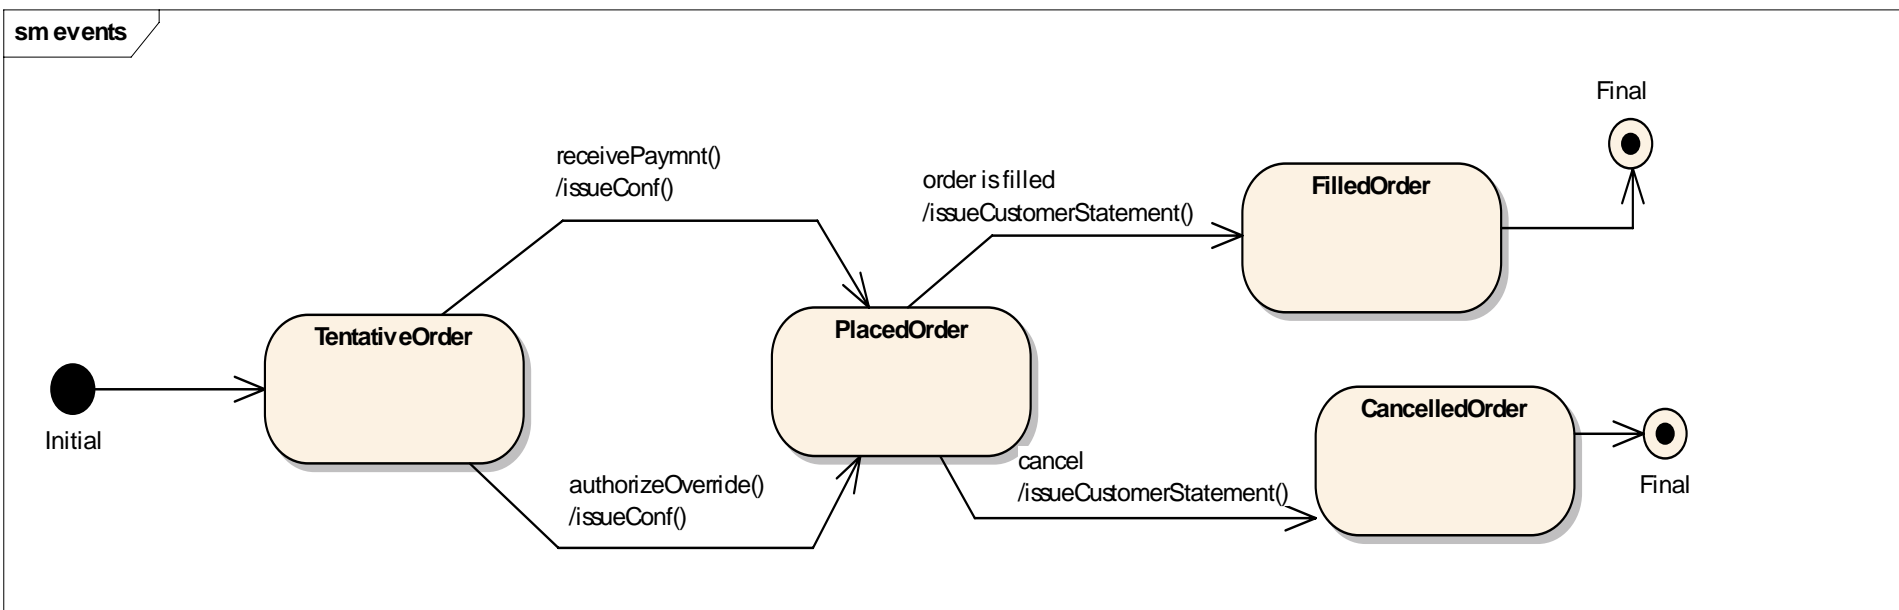 sm events
Final
receivePaymnt()
/issueConf()
order is filled
/issueCustomerStatement()
FilledOrder
TentativeOrder
PlacedOrder
CancelledOrder
Initial
cancel
/issueCustomerStatement()
authorizeOverride()
/issueConf()
Final